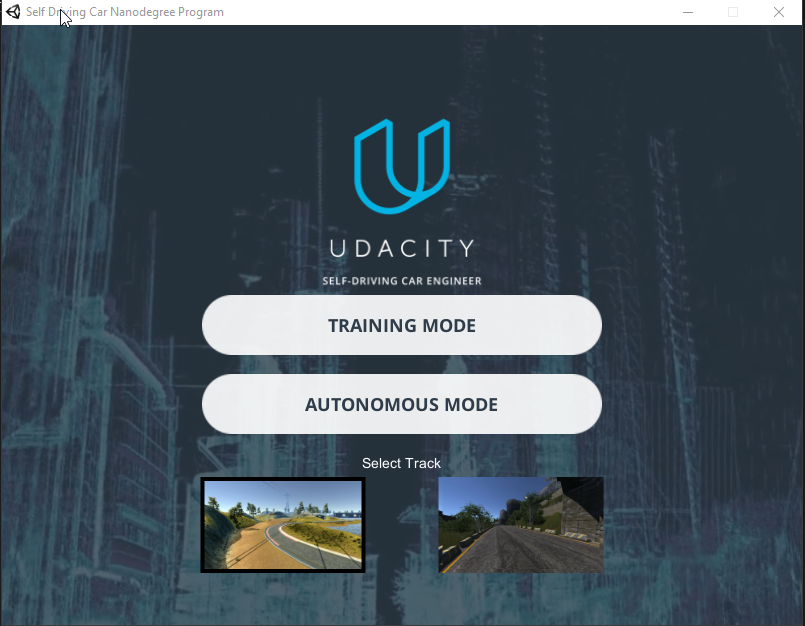 Self Driving Car Nanodegree Program
UDACITY
SELF-DRIVING CAR ENGINEER
TRAINING MODE
AUTONOMOUS MODE
Select Track